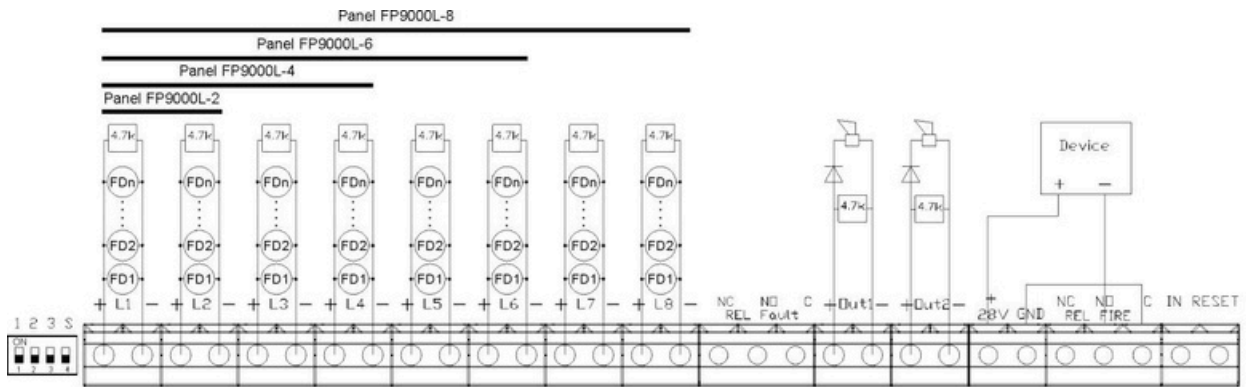 Panel FP9000L-8
Panel FP9000L-6
Panel FP9000L-4
Panel FP9000L-2
4.7k 4.7k 4.7k 4.7k 4.7k 4.7k 4.7k 4.7k
Device
FDn FDn FDn FDn FDn FDn FDn FDn
+ -
4.7k 4.7k
FD2 FD2 FD2 FD2 FD2 FD2 FD2 FD2
FD1 FD1 FD1 FD1 FD1 FD1 FD1 FD1
+ L1 - + L2 - + L3 - + L4 - + L5 - + L6 - + L7 - + L8 - NC NO C +Out1- +Out2- + NC NO C IN RESET
REL Fault 28V GND REL FIRE
1 2 3 S
ON
1 2 3 4